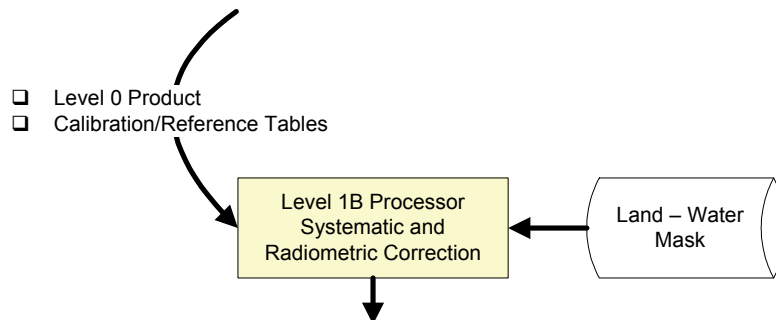 Level 0 Product
Calibration/Reference Tables
Level 1B Processor
Systematic and
Radiometric Correction
Land – Water
Mask